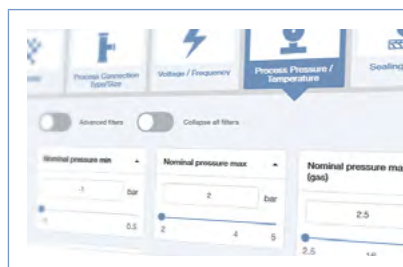 Process Connection
Type/Size
Voltage / Frequency
Process Pressure /
Temperature
Sealing
Advanced filters
Collapse all filters
Nominal pressure min
Nominal pressure max
Nominal pressure ma
(gas)
-1
bar
2
bar
2.5
-1
0.5
2
4
5
2.5
16